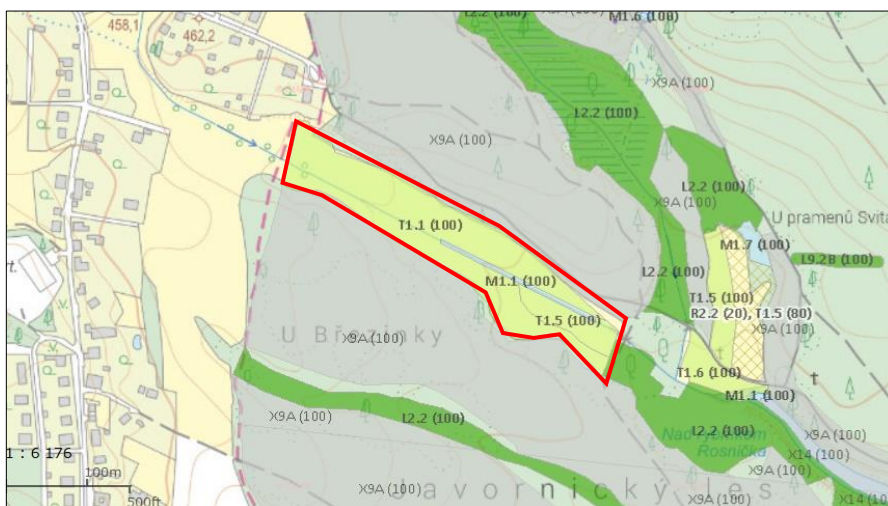 458,1
462,2
L2.2 (100)
M1.6 (100)
X9A (100)
X9A (100)
L2.2 (100)
L2.2 (100)
X9A (100)
U pramenů Svita
T1.1 (100)
M1.7 (100)
L9.2B (100)
L2.2 (100)
M1.1 (100)
T1.5 (100)
R2.2 (20), T1.5 (80)
T1.5 (100)
X9A (100)
U Březinky
X9A (100)
T1.6 (100)
M1.1 (100)
X9A (100)
L2.2 (100)
L2.2 (100)
Nad rybníkem
Rosnička
X9A (100)
X14 (100)
X9A (100)
1 : 6 176
100m
500ft
X9A (100)
Javornický les
X9A (100)
X14 (10